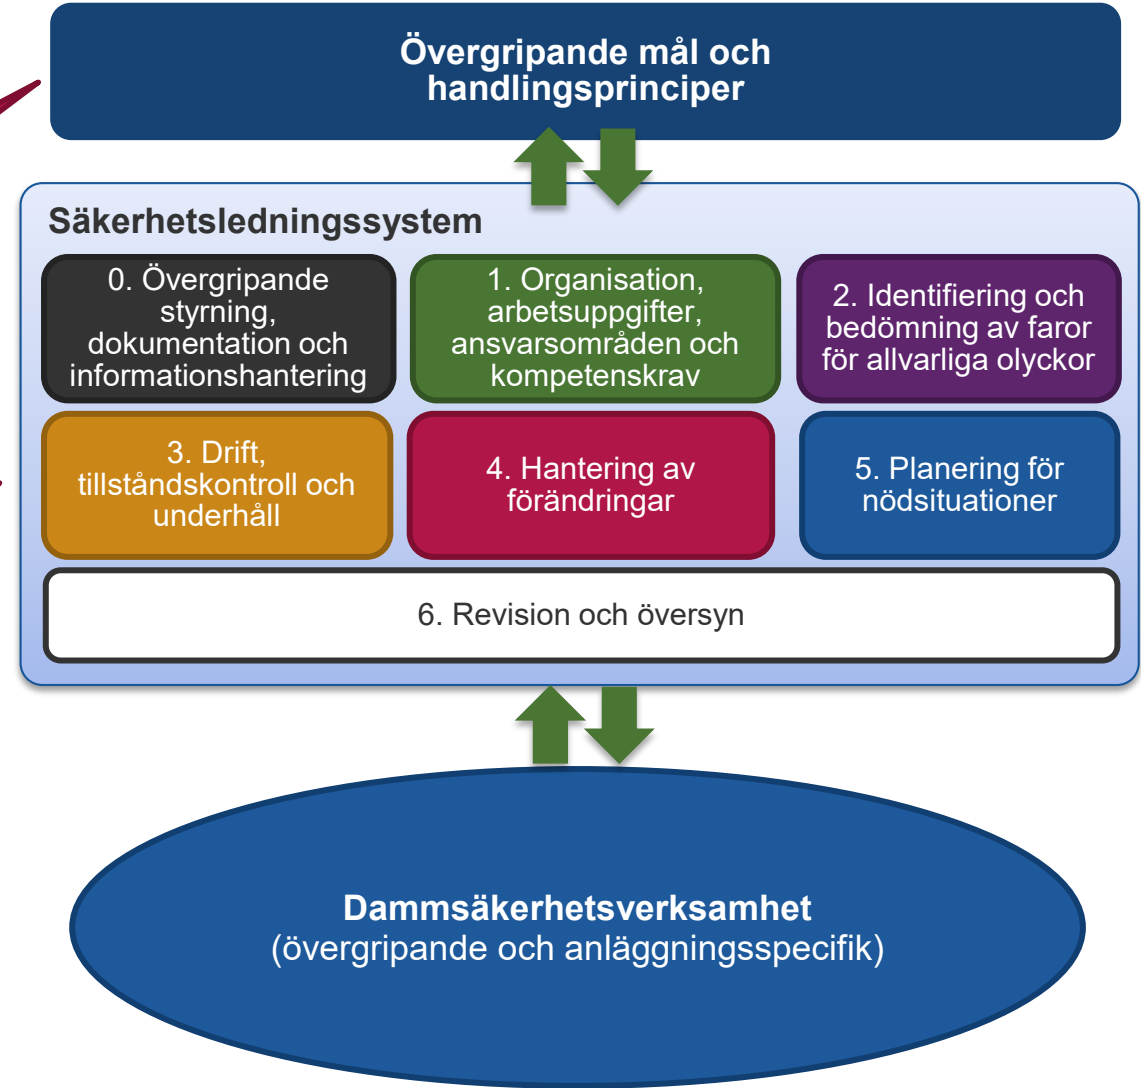 Övergripande mål och
handlingsprinciper
Säkerhetsledningssystem
0. Övergripande
styrning,
dokumentation och
informationshantering
1. Organisation,
arbetsuppgifter,
ansvarsområden och
kompetenskrav
2. Identifiering och
bedömning av faror
för allvarliga olyckor
3. Drift,
tillståndskontroll och
underhåll
4. Hantering av
förändringar
5. Planering för
nödsituationer
6. Revision och översyn
Dammsäkerhetsverksamhet
(övergripande och anläggningsspecifik)